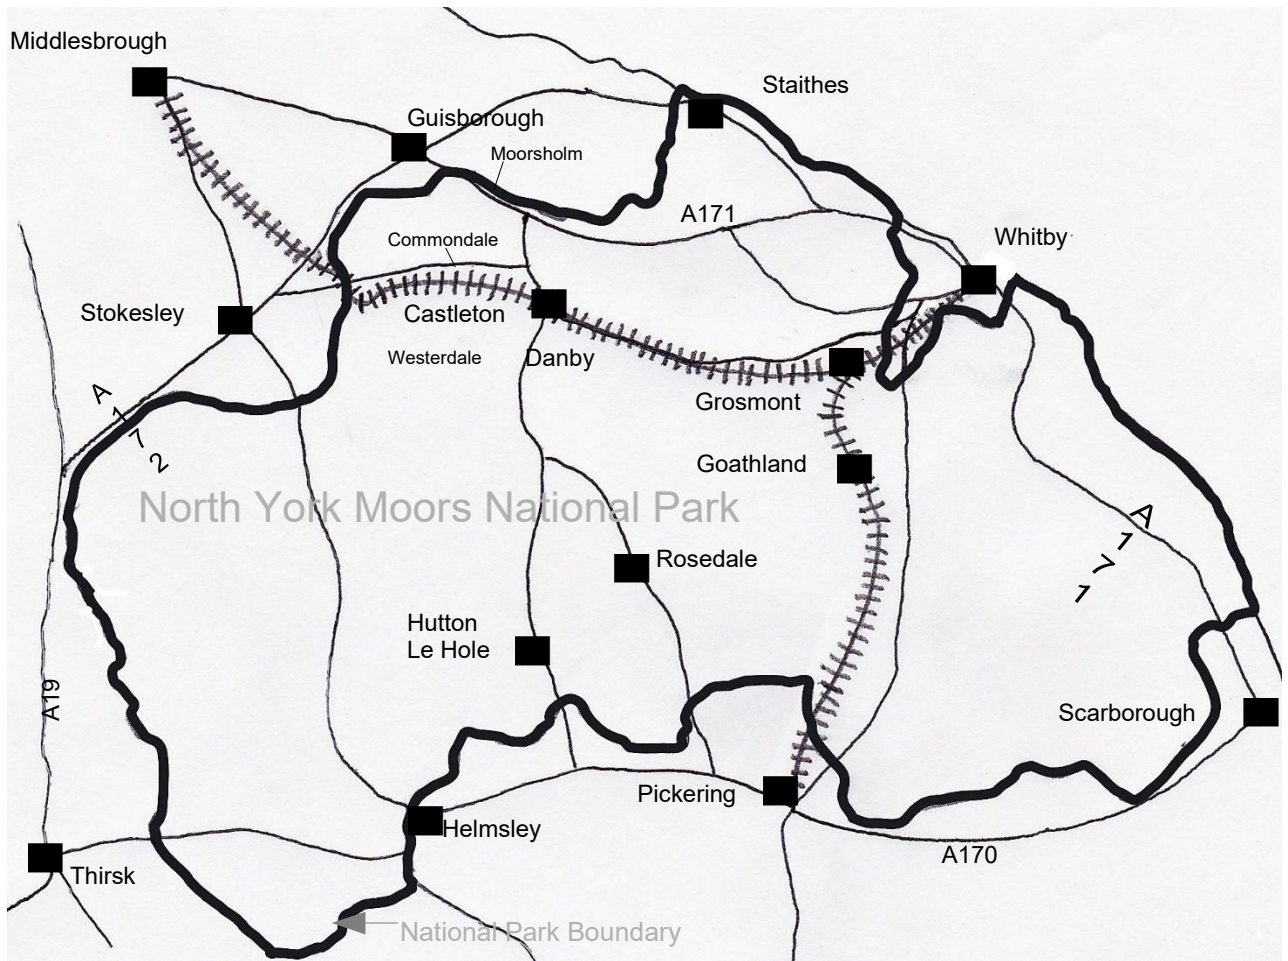 Middlesbrough
Staithes
Guisborough
Moorsholm
A171
Whitby
Commondale
Stokesley
Castleton
Westerdale
Danby
A172
Grosmont
Goathland
North York Moors National Park
A171
Rosedale
Hutton
Le Hole
A19
Scarborough
Pickering
Helmsley
A170
Thirsk
National Park Boundary